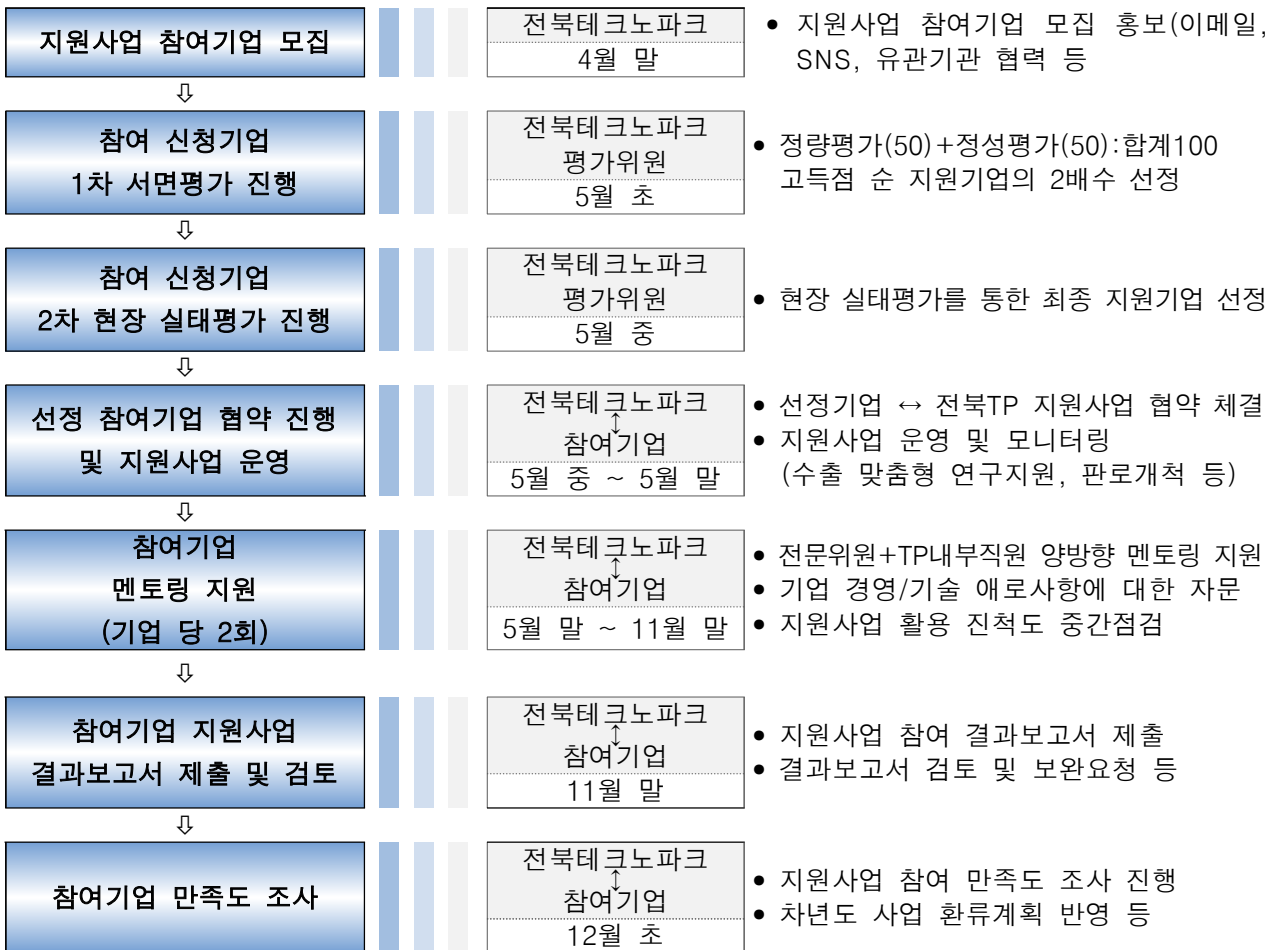 지원사업 참여기업 모집
전북테크노파크
4월 말
• 지원사업 참여기업 모집 홍보(이메일,
SNS, 유관기관 협력 등
⇩
참여 신청기업
1차 서면평가 진행
전북테크노파크
평가위원
5월 초
• 정량평가(50)+정성평가(50):합계100
고득점 순 지원기업의 2배수 선정
⇩
참여 신청기업
2차 현장 실태평가 진행
전북테크노파크
평가위원
5월 중
• 현장 실태평가를 통한 최종 지원기업 선정
⇩
선정 참여기업 협약 진행
및 지원사업 운영
전북테크노파크
↕
참여기업
5월 중 ~ 5월 말
• 선정기업 ↔ 전북TP 지원사업 협약 체결
• 지원사업 운영 및 모니터링
(수출 맞춤형 연구지원, 판로개척 등)
⇩
참여기업
멘토링 지원
(기업 당 2회)
전북테크노파크
↕
참여기업
5월 말 ~ 11월 말
• 전문위원+TP내부직원 양방향 멘토링 지원
• 기업 경영/기술 애로사항에 대한 자문
• 지원사업 활용 진척도 중간점검
⇩
참여기업 지원사업
결과보고서 제출 및 검토
전북테크노파크
↕
참여기업
11월 말
• 지원사업 참여 결과보고서 제출
• 결과보고서 검토 및 보완요청 등
⇩
참여기업 만족도 조사
전북테크노파크
↕
참여기업
12월 초
• 지원사업 참여 만족도 조사 진행
• 차년도 사업 환류계획 반영 등